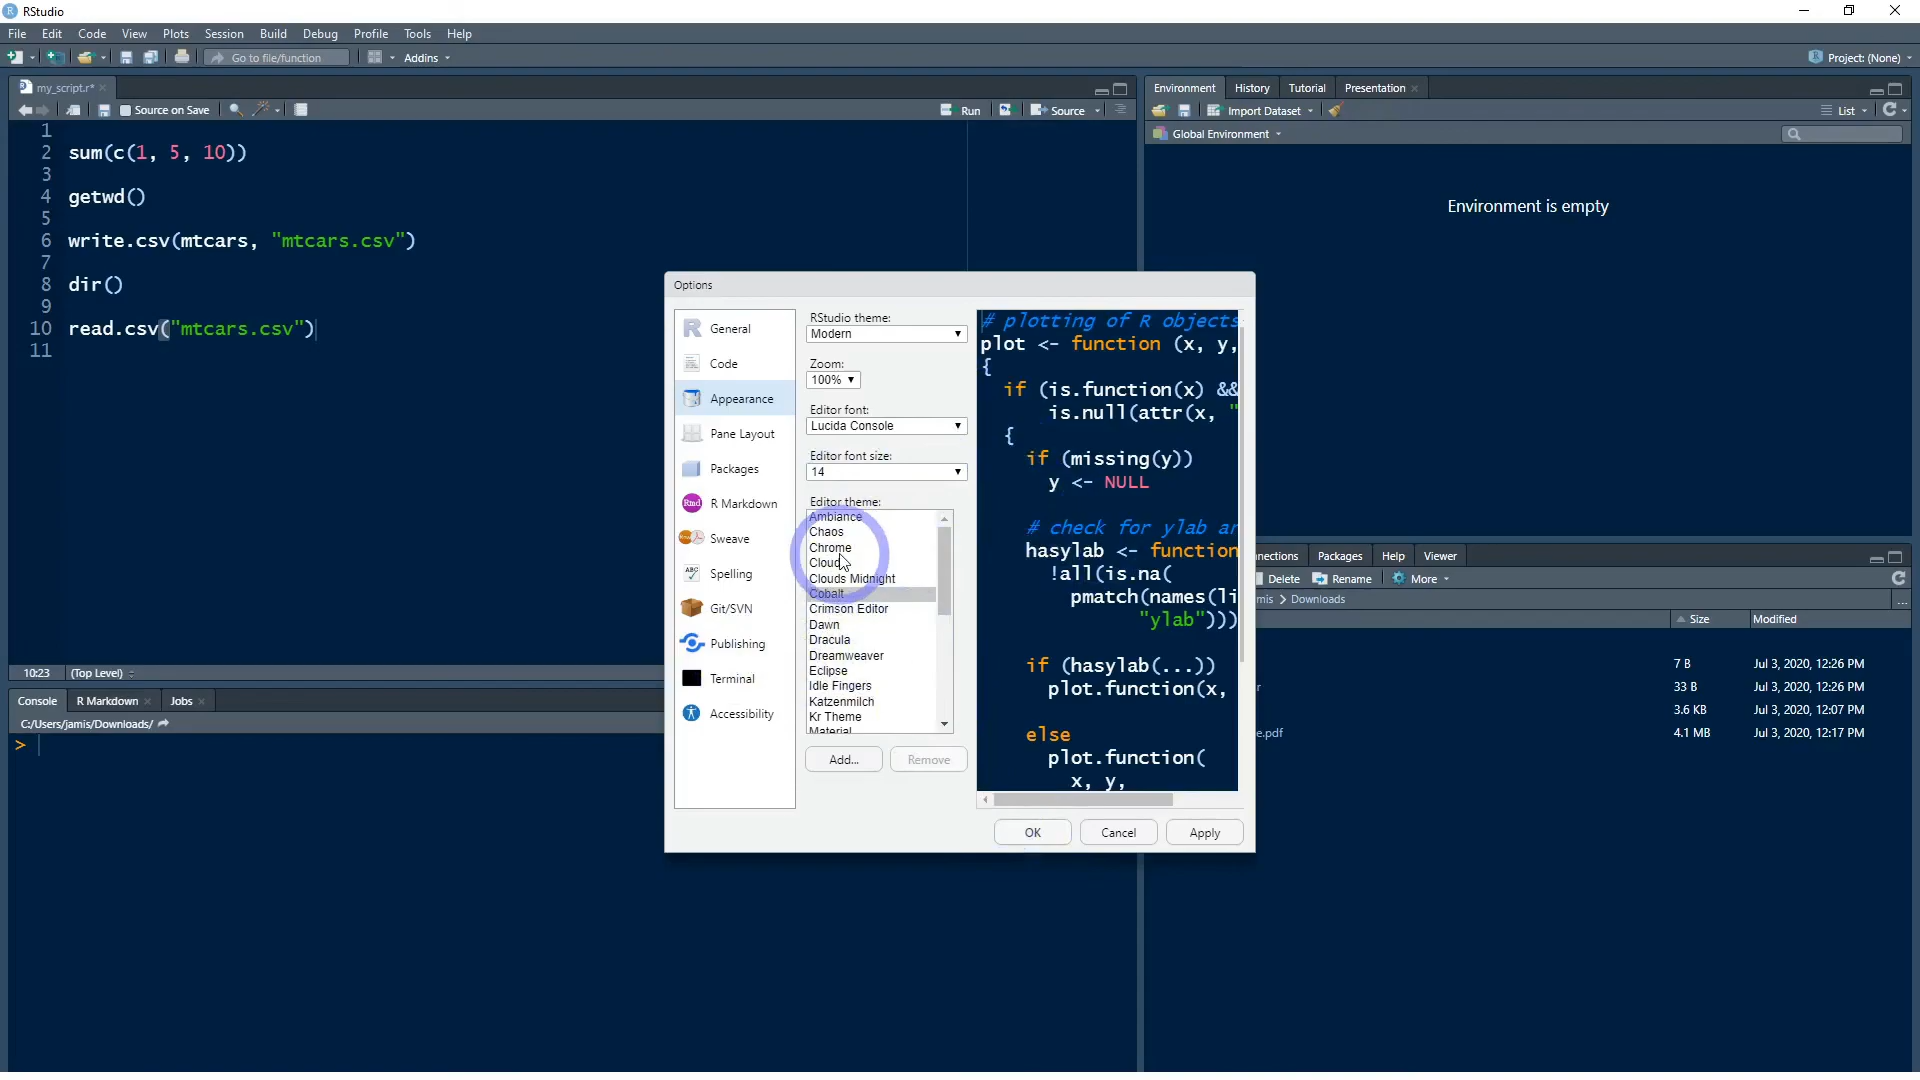 RStudio
File Edit Code View Plots Session Build Debug Profile Tools Help
Go to file/function Addins Project: (None)
my_script.r*
Source on Save Run Source
1
2 sum(c(1, 5, 10))
3
4 getwd()
5
6 write.csv(mtcars, "mtcars.csv")
7
8 dir()
9
10 read.csv("mtcars.csv")
11
10:23 (Top Level)
Console R Markdown Jobs
C:/Users/jamis/Downloads/
>
Environment History Tutorial Presentation
Import Dataset List
Global Environment
Environment is empty
Options
R General
Code
Appearance
Pane Layout
Packages
Rmd R Markdown
Sweave
ABC Spelling
Git/SVN
Publishing
Terminal
Accessibility
RStudio theme:
Modern
Zoom:
100%
Editor font:
Lucida Console
Editor font size:
14
Editor theme:
Ambiance
Chaos
Chrome
Clouds Midnight
Cobalt
Crimson Editor
Dawn
Dracula
Dreamweaver
Eclipse
Idle Fingers
Katzenmilch
Kr Theme
Material
Add... Remove
# plotting of R objects
plot <- function (x, y,
{
if (is.function(x) &&
is.null(attr(x, "
{
if (missing(y))
y <- NULL
# check for ylab ar
hasylab <- function
!all(is.na(
pmatch(names(li
"ylab")))
if (hasylab(...))
plot.function(x,
else
plot.function(
x, y,
OK Cancel Apply
nections Packages Help Viewer
Delete Rename More
mis > Downloads ...
Size Modified
7 B Jul 3, 2020, 12:26 PM
r 33 B Jul 3, 2020, 12:26 PM
3.6 KB Jul 3, 2020, 12:07 PM
e.pdf 4.1 MB Jul 3, 2020, 12:17 PM